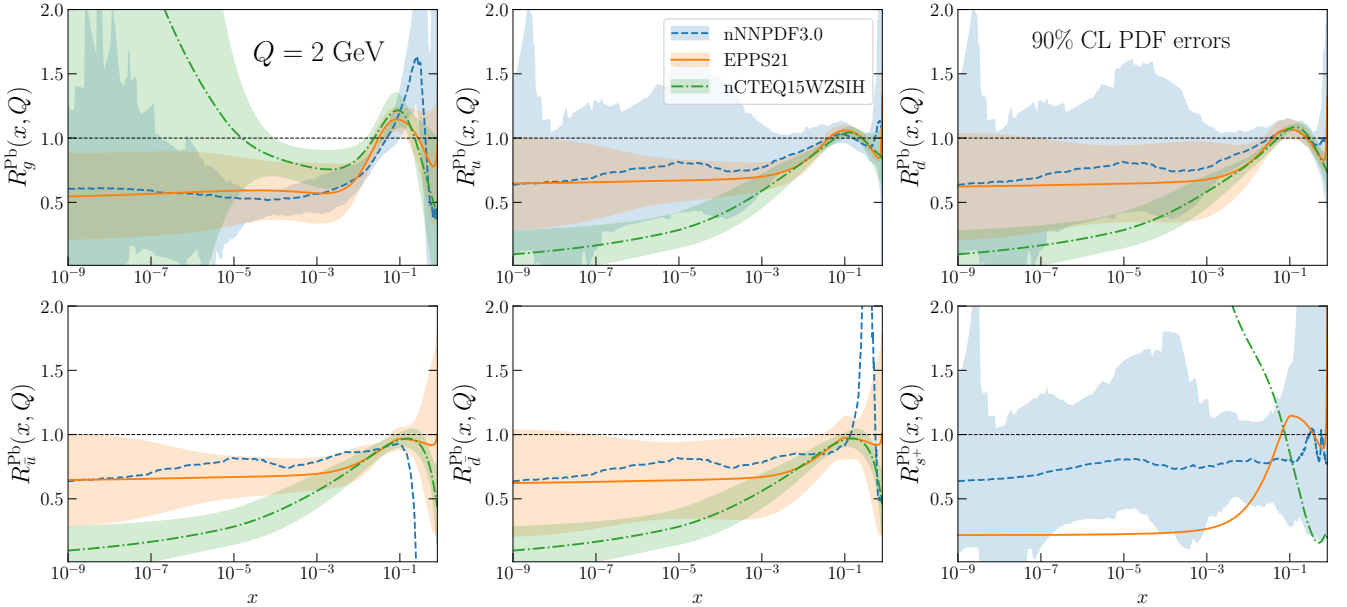 R_g^Pb(x, Q)
2.0
1.5
1.0
0.5
Q = 2 GeV
10^−9 10^−7 10^−5 10^−3 10^−1
R_u^Pb(x, Q)
2.0
1.5
1.0
0.5
nNNPDF3.0
EPPS21
nCTEQ15WZSIH
10^−9 10^−7 10^−5 10^−3 10^−1
R_d^Pb(x, Q)
2.0
1.5
1.0
0.5
90% CL PDF errors
10^−9 10^−7 10^−5 10^−3 10^−1
R_ū^Pb(x, Q)
2.0
1.5
1.0
0.5
10^−9 10^−7 10^−5 10^−3 10^−1
x
R_d̄^Pb(x, Q)
2.0
1.5
1.0
0.5
10^−9 10^−7 10^−5 10^−3 10^−1
x
R_s+^Pb(x, Q)
2.0
1.5
1.0
0.5
10^−9 10^−7 10^−5 10^−3 10^−1
x